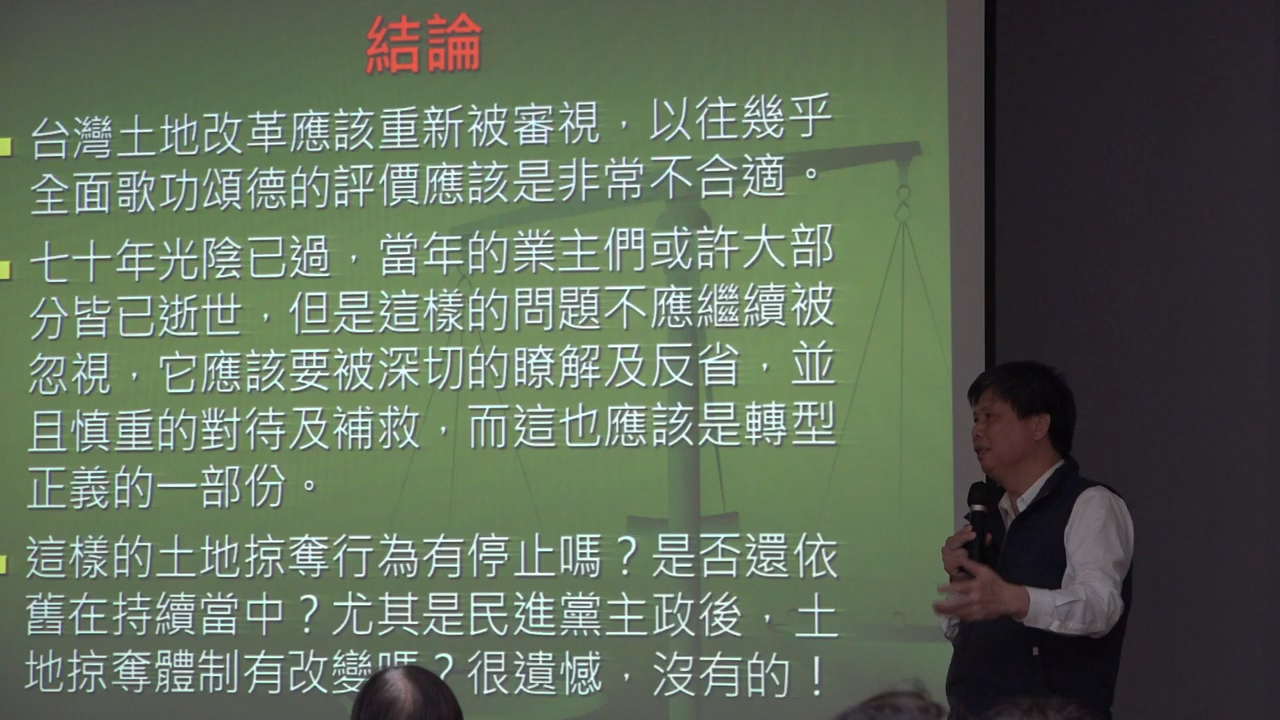 結論
台灣土地改革應該重新被審視，以往幾乎
全面歌功頌德的評價應該是非常不合適。
七十年光陰已過，當年的業主們或許大部
分皆已逝世，但是這樣的問題不應繼續被
忽視，它應該要被深切的瞭解及反省，並
且慎重的對待及補救，而這也應該是轉型
正義的一部份。
這樣的土地掠奪行為有停止嗎？是否還依
舊在持續當中？尤其是民進黨主政後，土
地掠奪體制有改變嗎？很遺憾，沒有的！